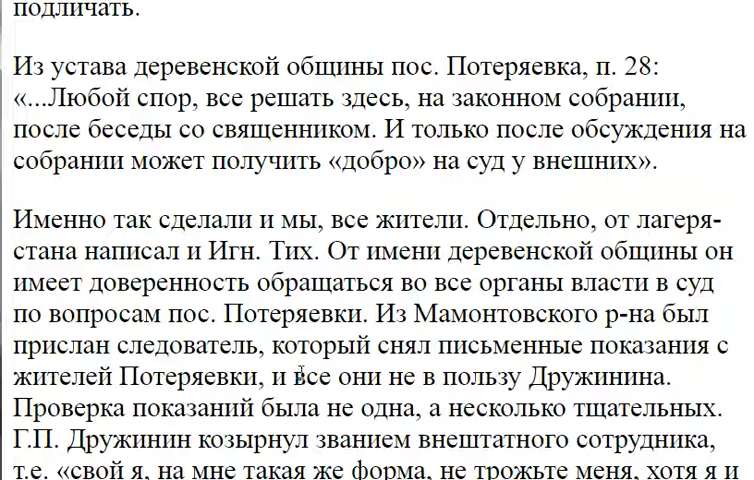 подличать.
Из устава деревенской общины пос. Потеряевка, п. 28:
«...Любой спор, все решать здесь, на законном собрании,
после беседы со священником. И только после обсуждения на
собрании может получить «добро» на суд у внешних».
Именно так сделали и мы, все жители. Отдельно, от лагеря-
стана написал и Игн. Тих. От имени деревенской общины он
имеет доверенность обращаться во все органы власти в суд
по вопросам пос. Потеряевки. Из Мамонтовского р-на был
прислан следователь, который снял письменные показания с
жителей Потеряевки, и все они не в пользу Дружинина.
Проверка показаний была не одна, а несколько тщательных.
Г.П. Дружинин козырнул званием внештатного сотрудника,
т.е. «свой я, на мне такая же форма, не трожьте меня, хотя я и